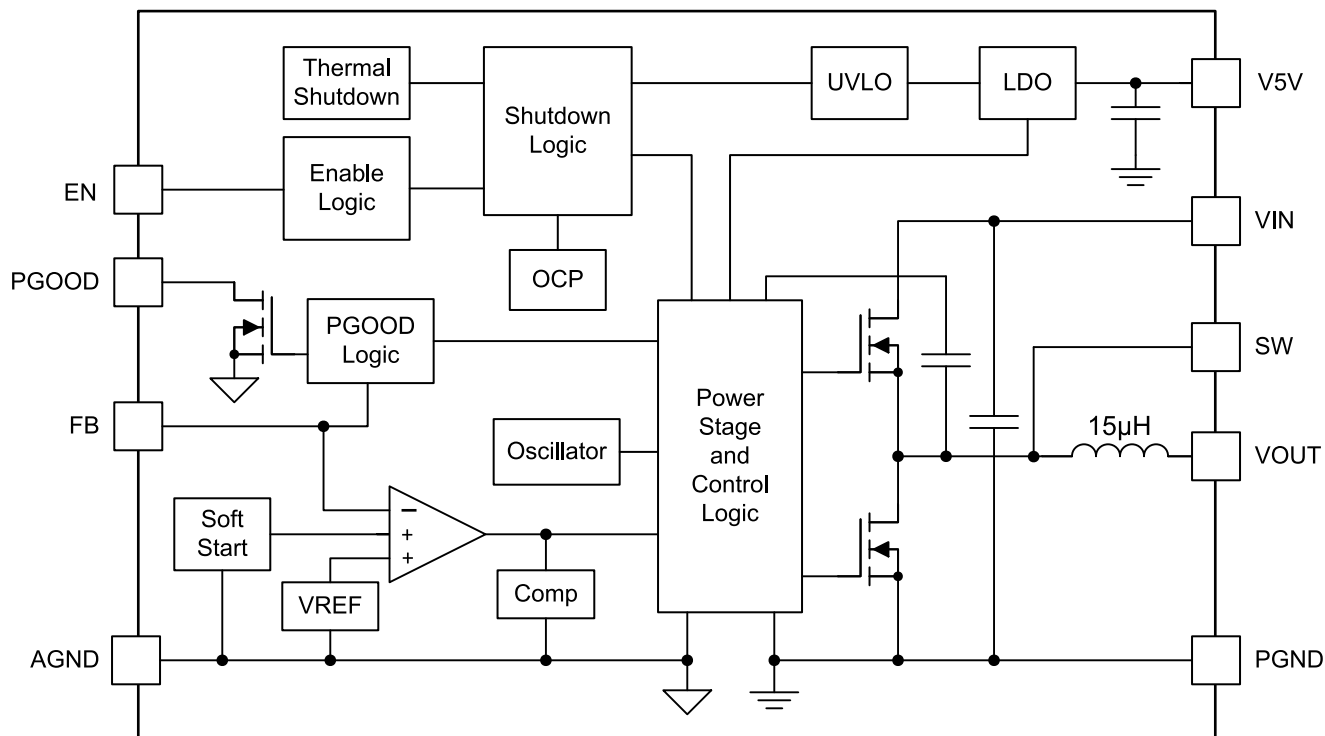 Thermal
Shutdown
Shutdown
Logic
UVLO
LDO
V5V
EN
Enable
Logic
VIN
PGOOD
OCP
PGOOD
Logic
SW
FB
Oscillator
Power
Stage
and
Control
Logic
15µH
VOUT
Soft
Start
−
+
+
VREF
Comp
AGND
PGND